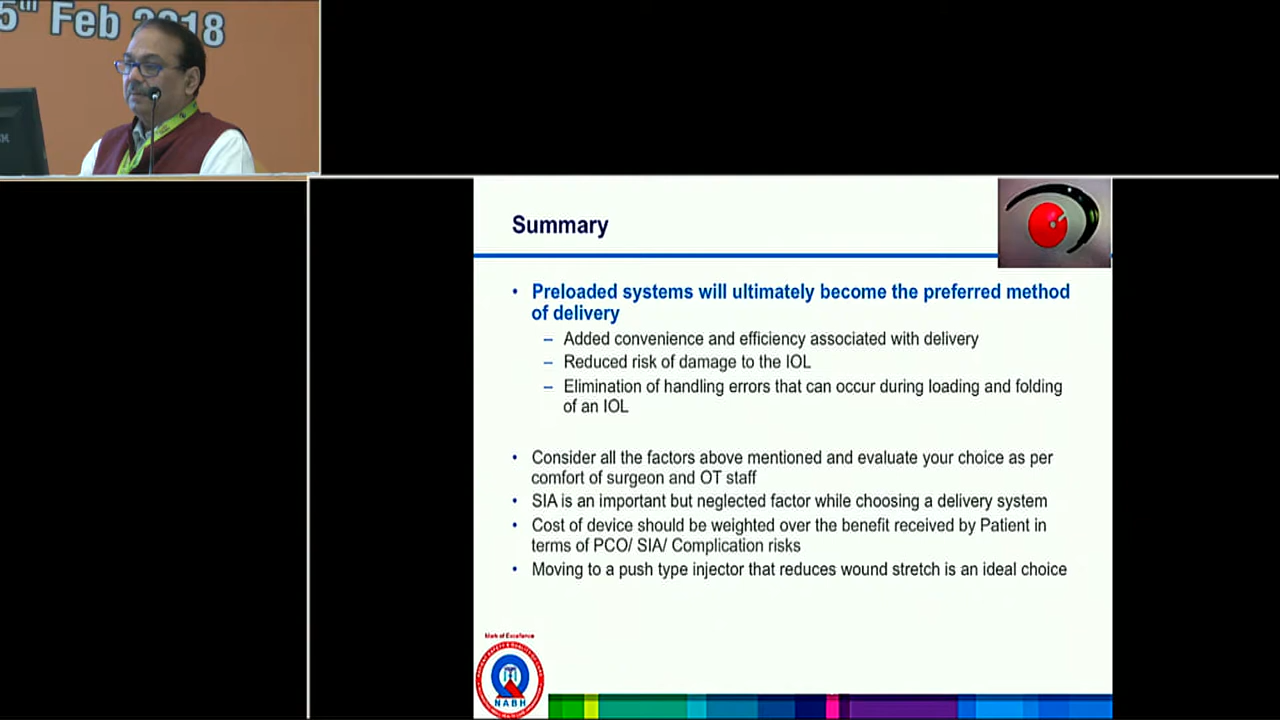 5th Feb 2018
Summary
• Preloaded systems will ultimately become the preferred method
of delivery
– Added convenience and efficiency associated with delivery
– Reduced risk of damage to the IOL
– Elimination of handling errors that can occur during loading and folding
of an IOL
• Consider all the factors above mentioned and evaluate your choice as per
comfort of surgeon and OT staff
• SIA is an important but neglected factor while choosing a delivery system
• Cost of device should be weighted over the benefit received by Patient in
terms of PCO/ SIA/ Complication risks
• Moving to a push type injector that reduces wound stretch is an ideal choice
Mark of Excellence
NABH